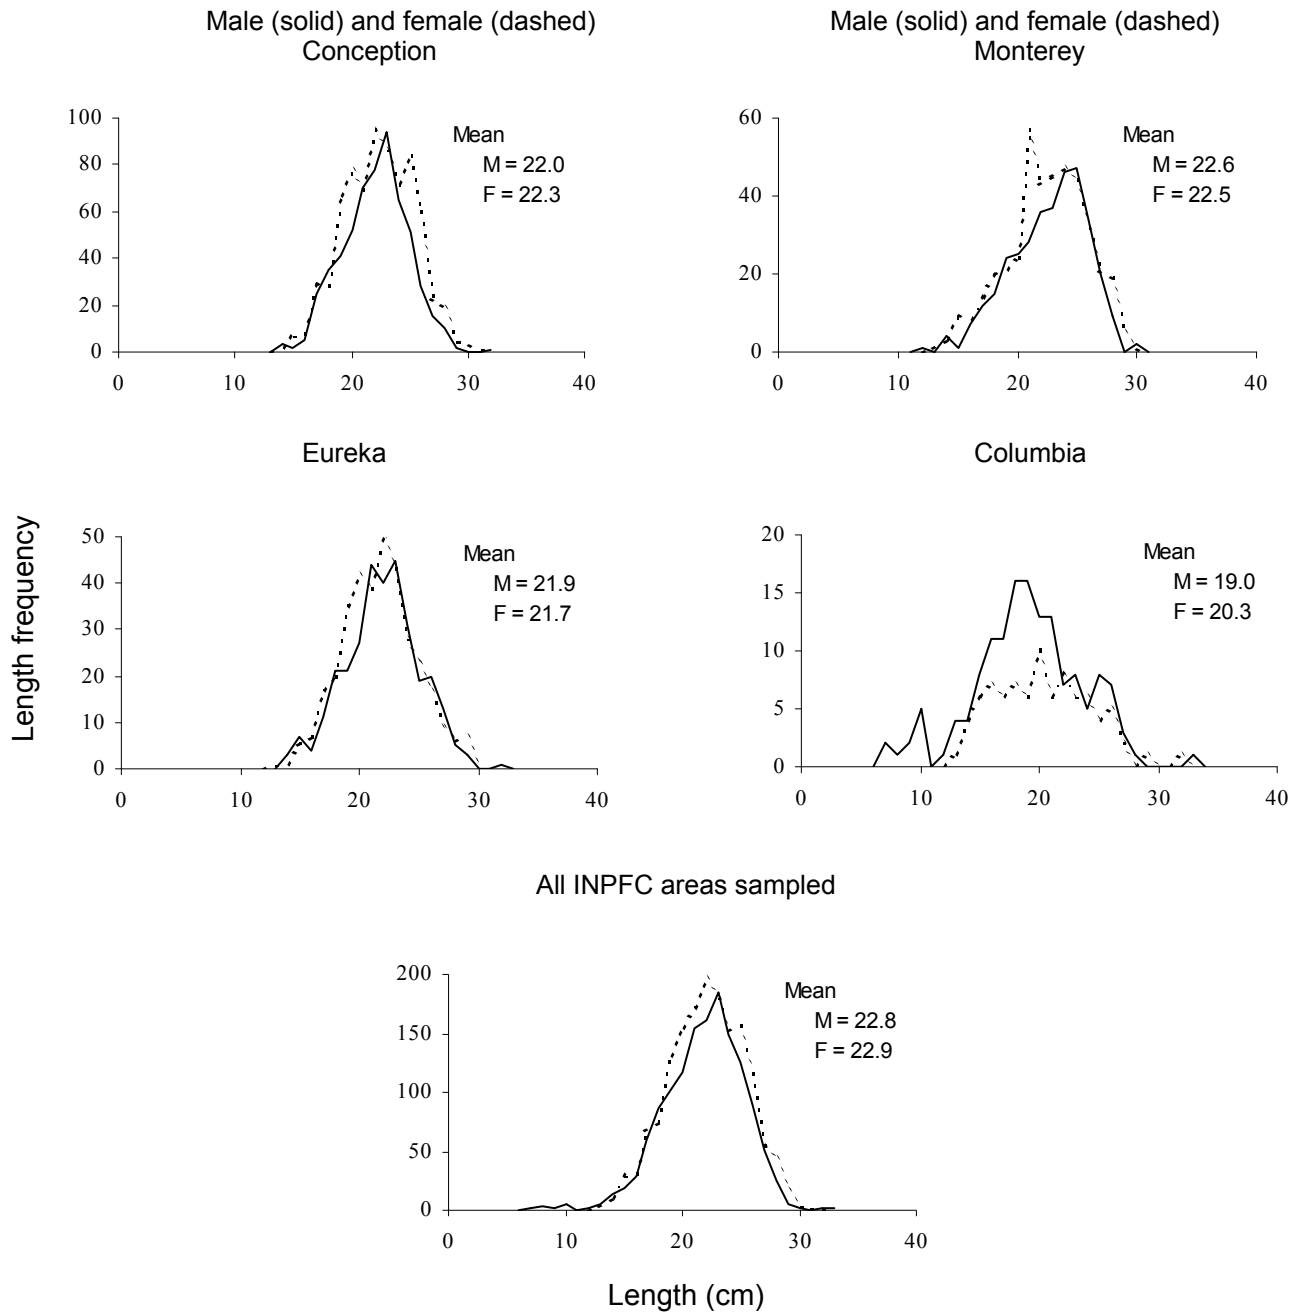 Male (solid) and female (dashed)
Conception
100
80
60
40
20
0
0 10 20 30 40
Mean
M = 22.0
F = 22.3
Male (solid) and female (dashed)
Monterey
60
40
20
0
0 10 20 30 40
Mean
M = 22.6
F = 22.5
Length frequency
Eureka
50
40
30
20
10
0
0 10 20 30 40
Mean
M = 21.9
F = 21.7
Columbia
20
15
10
5
0
0 10 20 30 40
Mean
M = 19.0
F = 20.3
All INPFC areas sampled
200
150
100
50
0
0 10 20 30 40
Mean
M = 22.8
F = 22.9
Length (cm)